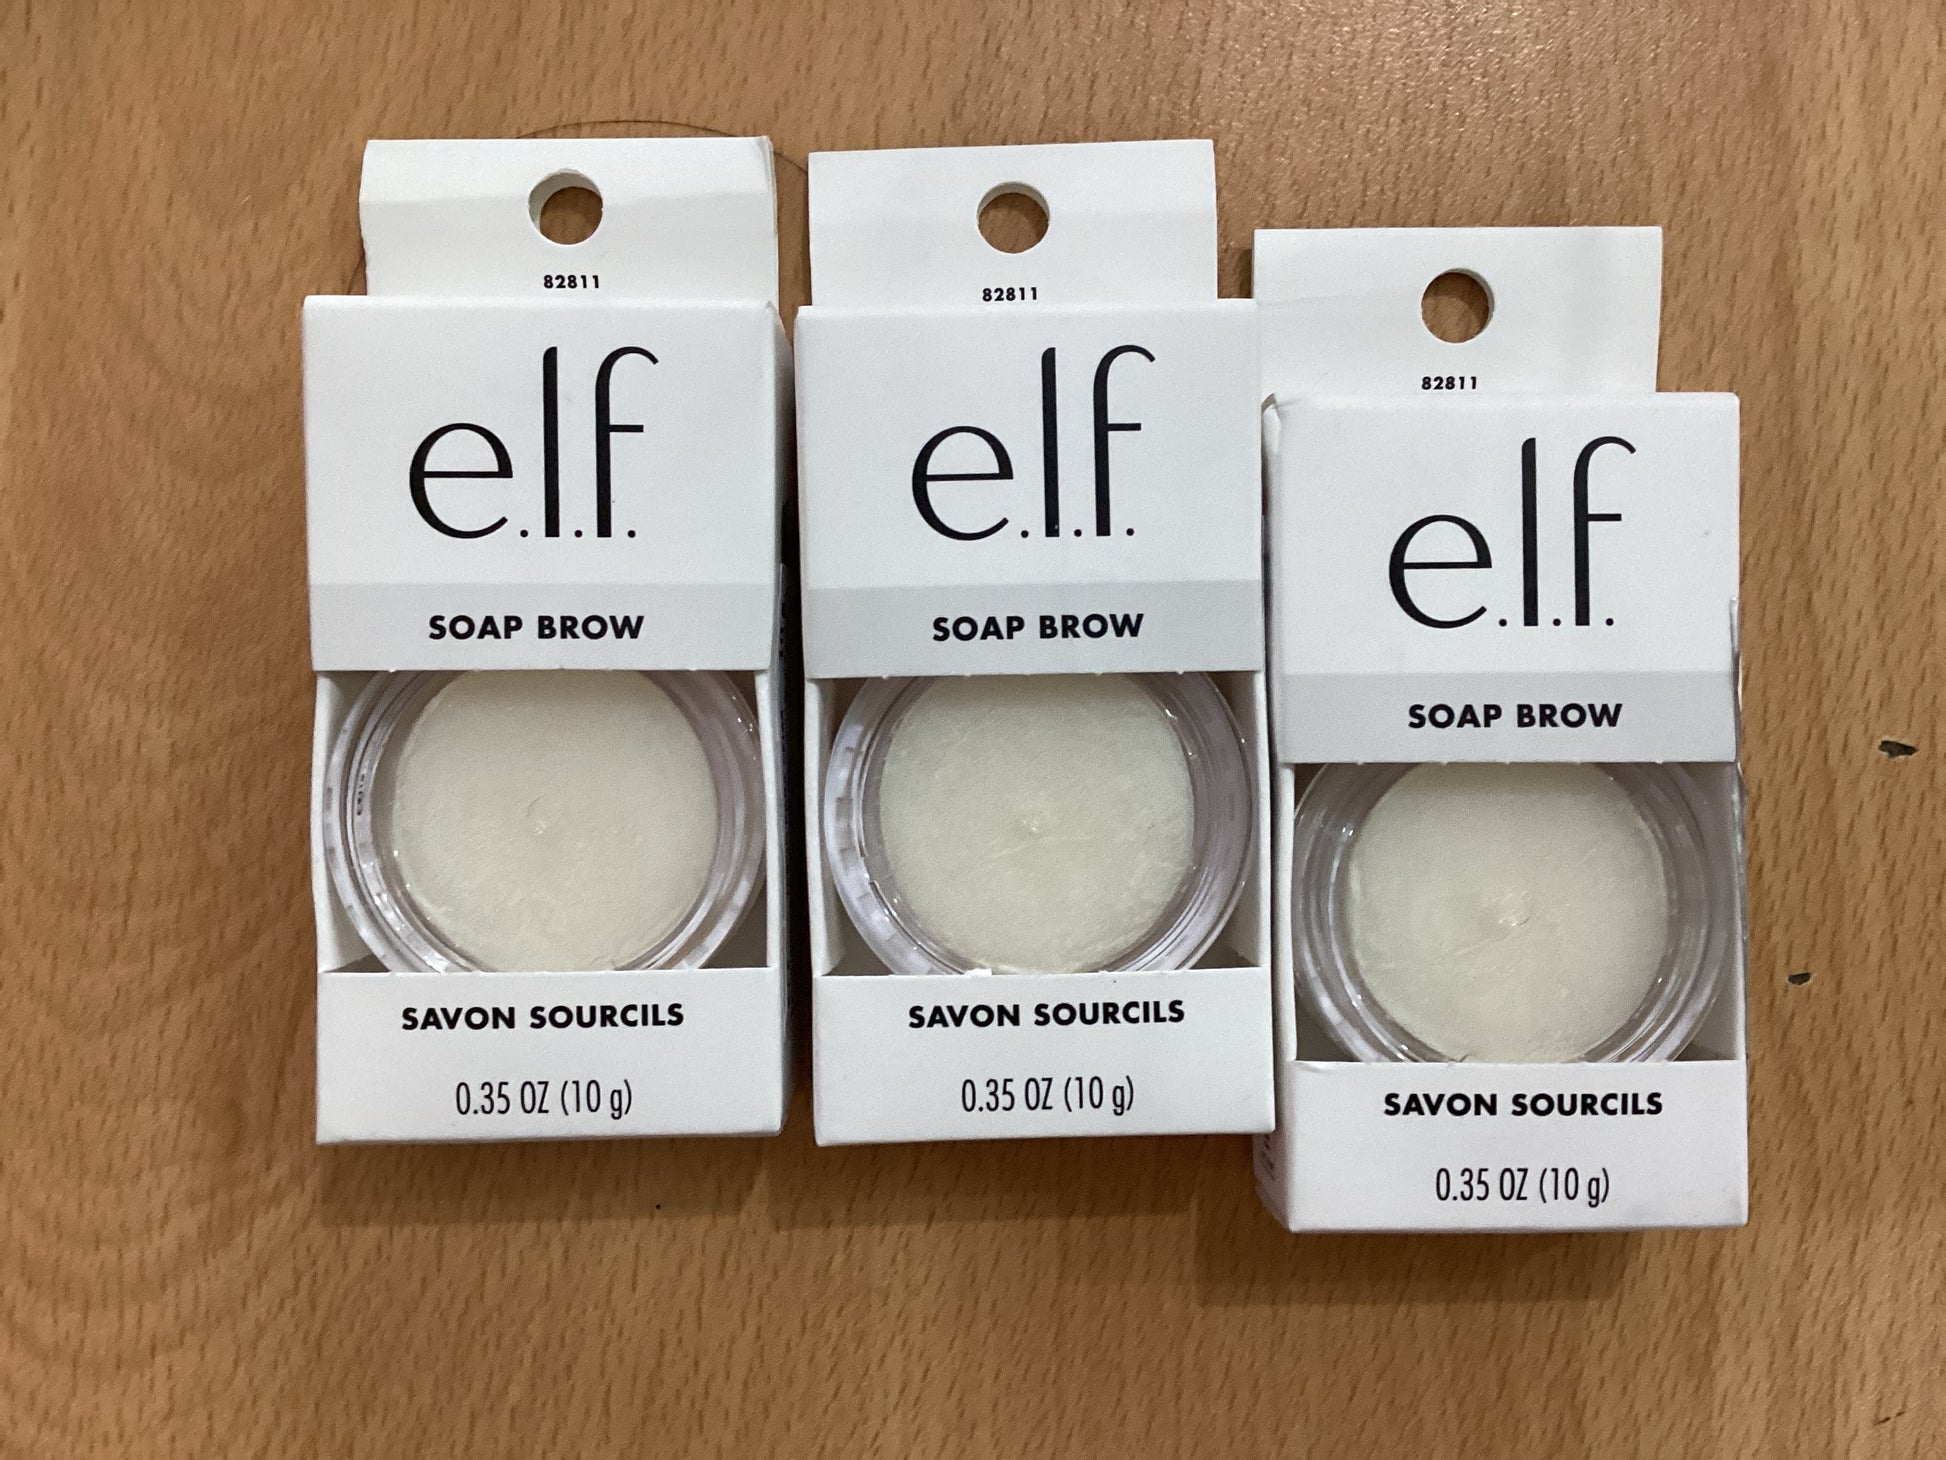 82811
e.l.f.
SOAP BROW
SAVON SOURCILS
0.35 OZ (10 g)
82811
e.l.f.
SOAP BROW
SAVON SOURCILS
0.35 OZ (10 g)
82811
e.l.f.
SOAP BROW
SAVON SOURCILS
0.35 OZ (10 g)